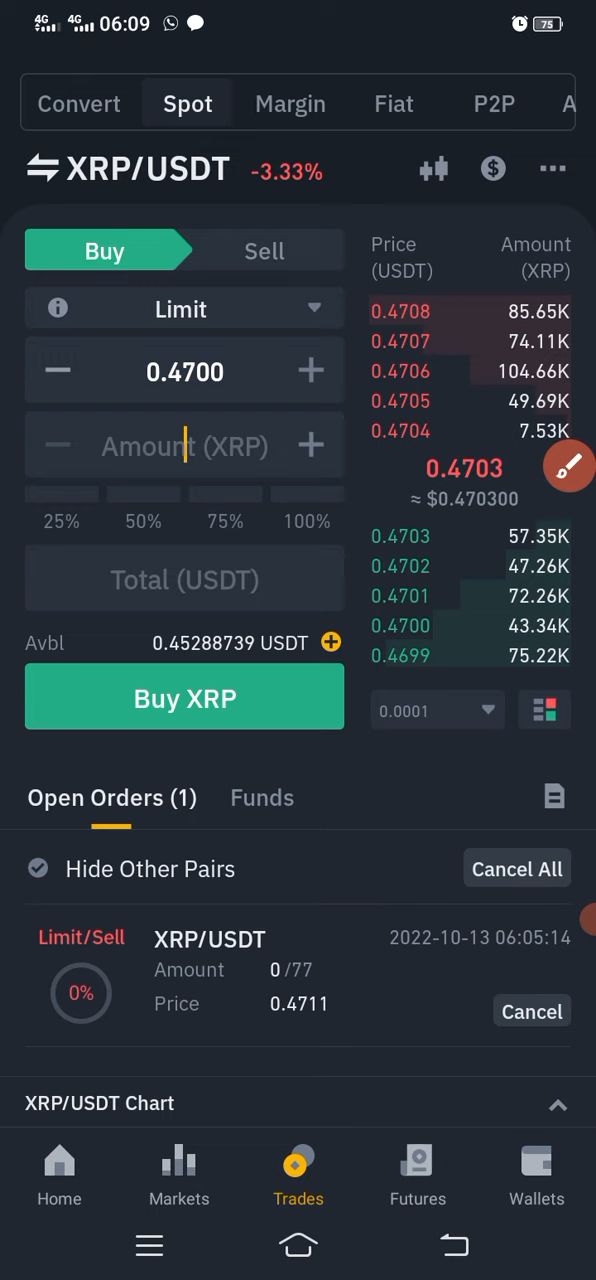 4G 4G 06:09 75
Convert Spot Margin Fiat P2P A
XRP/USDT -3.33%
Buy Sell
Limit
0.4700
Amount (XRP)
25% 50% 75% 100%
Total (USDT)
Avbl 0.45288739 USDT
Buy XRP
Price Amount
(USDT) (XRP)
0.4708 85.65K
0.4707 74.11K
0.4706 104.66K
0.4705 49.69K
0.4704 7.53K
0.4703
≈ $0.470300
0.4703 57.35K
0.4702 47.26K
0.4701 72.26K
0.4700 43.34K
0.4699 75.22K
0.0001
Open Orders (1) Funds
Hide Other Pairs Cancel All
Limit/Sell XRP/USDT 2022-10-13 06:05:14
Amount 0 /77
0%
Price 0.4711 Cancel
XRP/USDT Chart
Home Markets Trades Futures Wallets